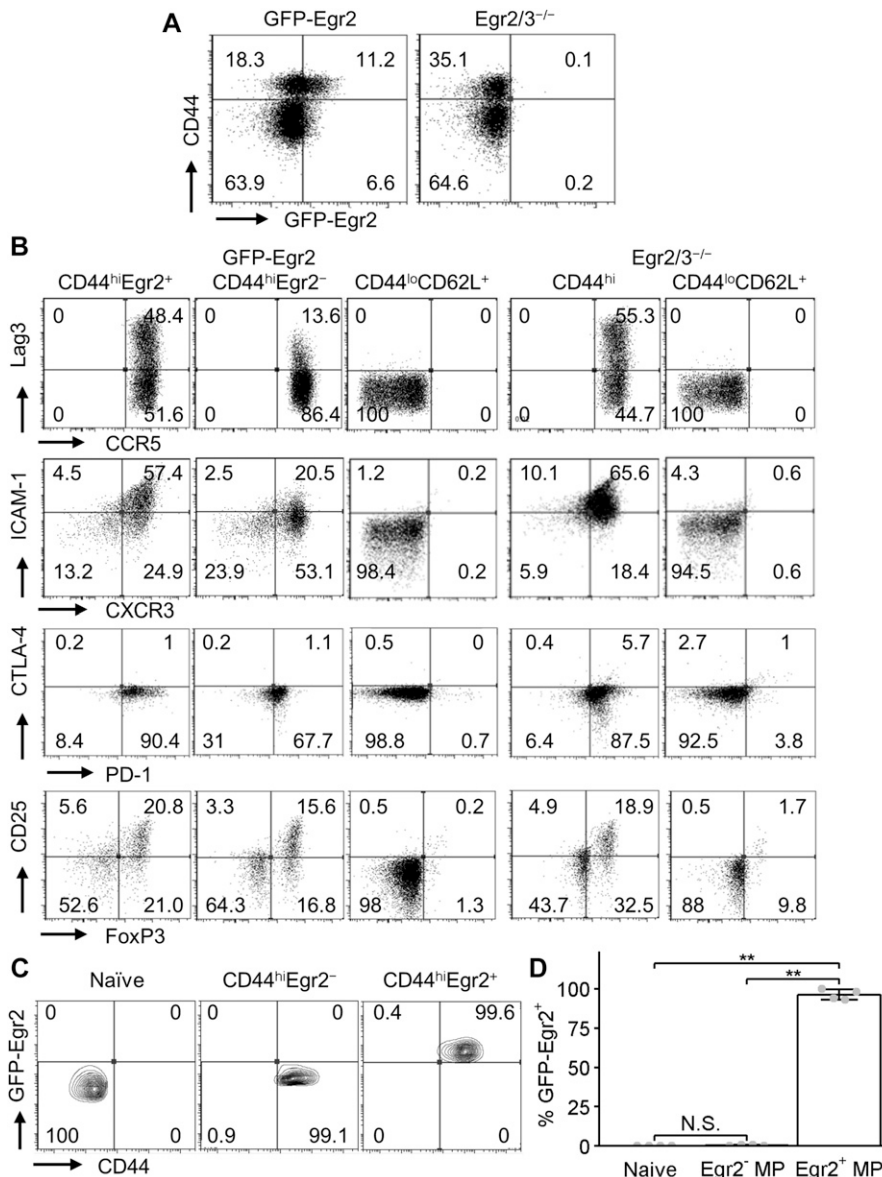 A
GFP-Egr2 Egr2/3⁻/⁻
18.3 11.2 35.1 0.1
CD44
63.9 6.6 64.6 0.2
GFP-Egr2
B
GFP-Egr2 Egr2/3⁻/⁻
CD44ʰⁱEgr2⁺ CD44ʰⁱEgr2⁻ CD44ˡᵒCD62L⁺ CD44ʰⁱ CD44ˡᵒCD62L⁺
0 48.4 0 13.6 0 0 0 55.3 0 0
Lag3
0 51.6 0 86.4 100 0 0 44.7 100 0
CCR5
4.5 57.4 2.5 20.5 1.2 0.2 10.1 65.6 4.3 0.6
ICAM-1
13.2 24.9 23.9 53.1 98.4 0.2 5.9 18.4 94.5 0.6
CXCR3
0.2 1 0.2 1.1 0.5 0 0.4 5.7 2.7 1
CTLA-4
8.4 90.4 31 67.7 98.8 0.7 6.4 87.5 92.5 3.8
PD-1
5.6 20.8 3.3 15.6 0.5 0.2 4.9 18.9 0.5 1.7
CD25
52.6 21.0 64.3 16.8 98 1.3 43.7 32.5 88 9.8
FoxP3
C
Naïve CD44ʰⁱEgr2⁻ CD44ʰⁱEgr2⁺
0 0 0 0 0.4 99.6
GFP-Egr2
100 0 0.9 99.1 0 0
CD44
D
**
**
100
75
50
25
0
% GFP-Egr2⁺
N.S.
Naive Egr2⁻ MP Egr2⁺ MP